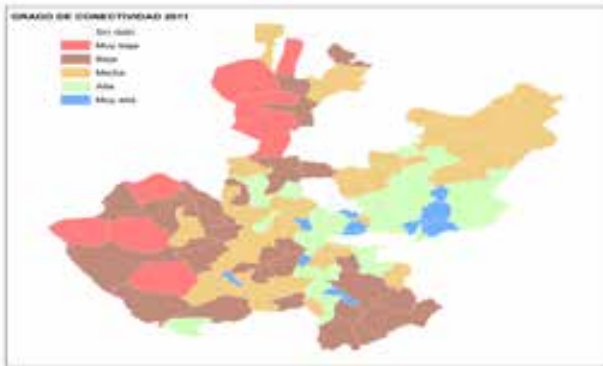 GRADO DE CONECTIVIDAD 2011
Sin dato
Muy baja
Baja
Media
Alta
Muy alta